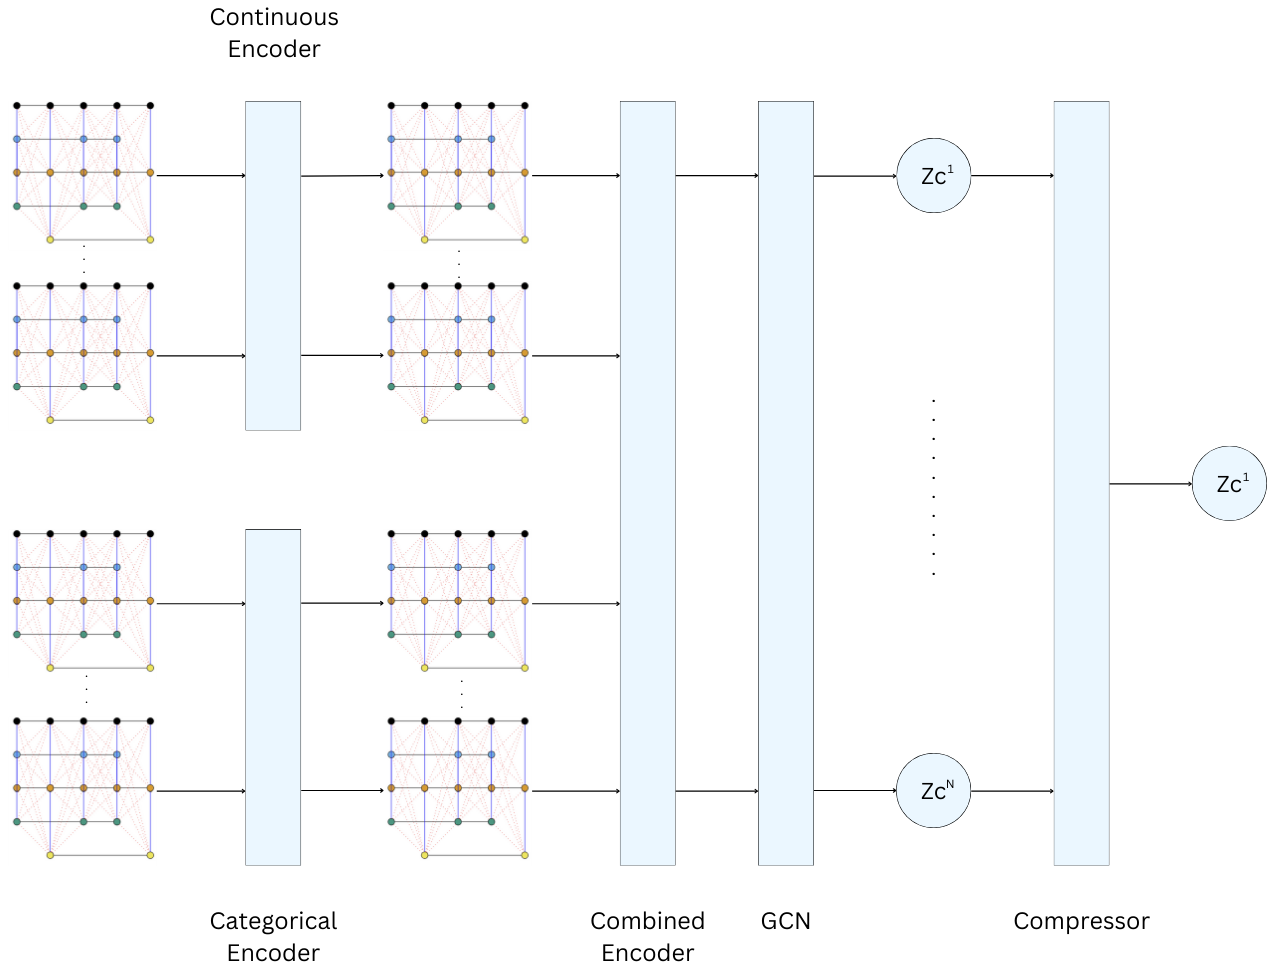 Continuous
Encoder
Zc¹
Zc¹
Zcᴺ
Categorical
Encoder
Combined
Encoder
GCN
Compressor